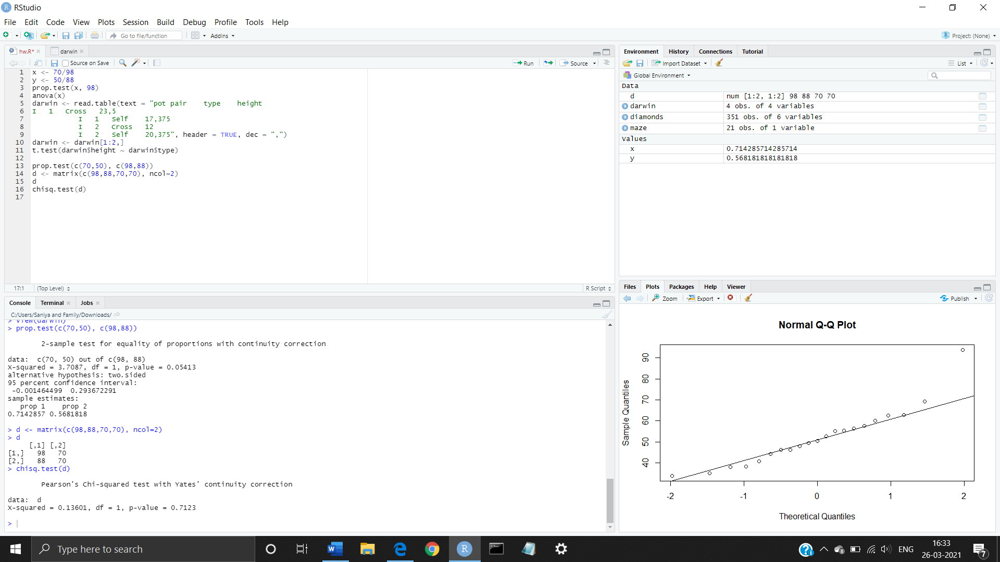 RStudio
File Edit Code View Plots Session Build Debug Profile Tools Help
Go to file/function Addins Project: (None)
hw.R* darwin
Source on Save Run Source
1 x <- 70/98
2 y <- 50/88
3 prop.test(x, 98)
4 anova(x)
5 darwin <- read.table(text = "pot pair    type    height
6 I   1   Cross   23,5
7            I   1   Self    17,375
8            I   2   Cross   12
9            I   2   Self    20,375", header = TRUE, dec = ",")
10 darwin <- darwin[1:2,]
11 t.test(darwin$height ~ darwin$type)
12
13 prop.test(c(70,50), c(98,88))
14 d <- matrix(c(98,88,70,70), ncol=2)
15 d
16 chisq.test(d)
17
17:1 (Top Level) R Script
Console Terminal Jobs
C:/Users/Saniya and Family/Downloads/
> View(darwin)
> prop.test(c(70,50), c(98,88))
2-sample test for equality of proportions with continuity correction
data:  c(70, 50) out of c(98, 88)
X-squared = 3.7087, df = 1, p-value = 0.05413
alternative hypothesis: two.sided
95 percent confidence interval:
-0.001464499  0.293672291
sample estimates:
prop 1    prop 2
0.7142857 0.5681818
> d <- matrix(c(98,88,70,70), ncol=2)
> d
[,1] [,2]
[1,]   98   70
[2,]   88   70
> chisq.test(d)
Pearson's Chi-squared test with Yates' continuity correction
data:  d
X-squared = 0.13601, df = 1, p-value = 0.7123
>
Environment History Connections Tutorial
Import Dataset List
Global Environment
Data
d num [1:2, 1:2] 98 88 70 70
darwin 4 obs. of 4 variables
diamonds 351 obs. of 6 variables
maze 21 obs. of 1 variable
Values
x 0.714285714285714
y 0.568181818181818
Files Plots Packages Help Viewer
Zoom Export Publish
Normal Q-Q Plot
Sample Quantiles
90
80
70
60
50
40
-2 -1 0 1 2
Theoretical Quantiles
Type here to search
ENG
16:33
26-03-2021
7